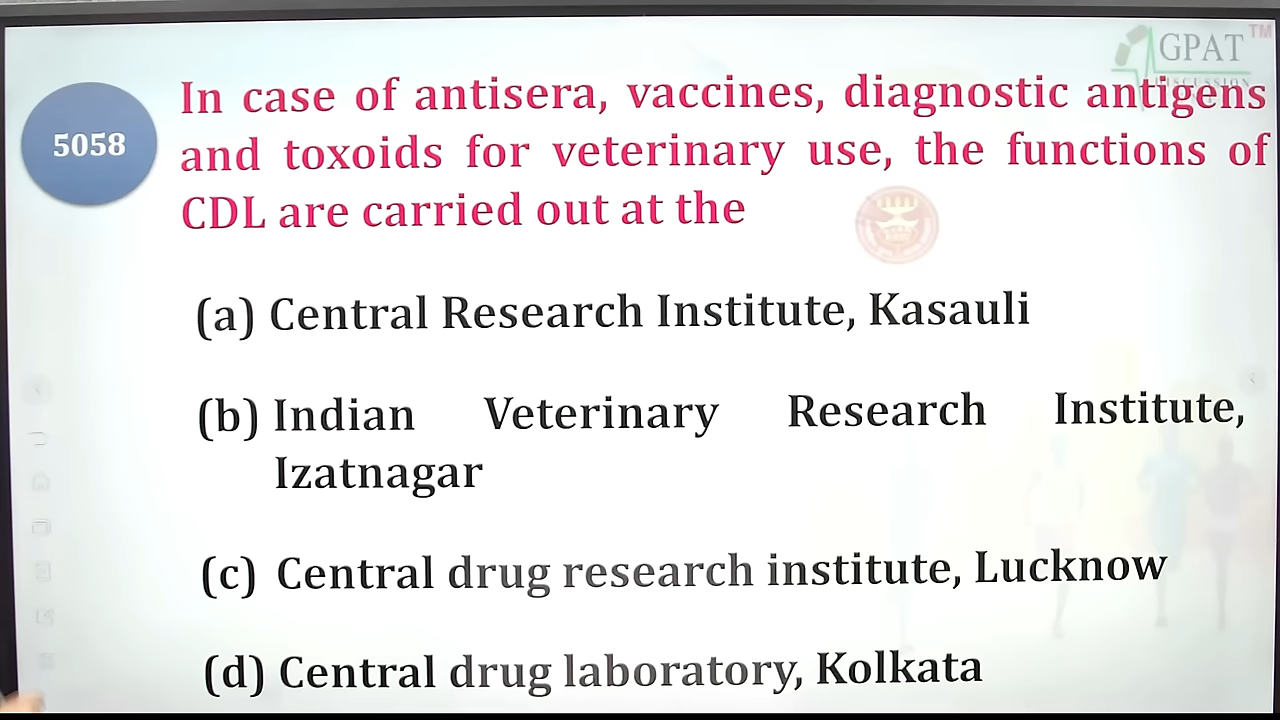 GPAT TM
DISCUSSION
5058
In case of antisera, vaccines, diagnostic antigens
and toxoids for veterinary use, the functions of
CDL are carried out at the
(a) Central Research Institute, Kasauli
(b) Indian Veterinary Research Institute,
Izatnagar
(c) Central drug research institute, Lucknow
(d) Central drug laboratory, Kolkata